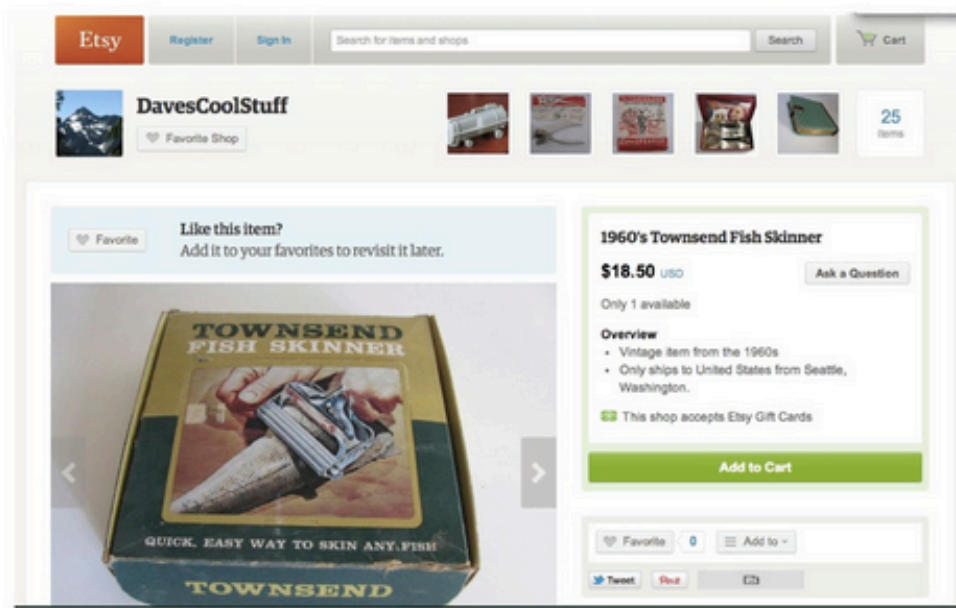 Etsy
Register
Sign In
Search for items and shops
Search
Cart
DavesCoolStuff
Favorite Shop
25
items
Favorite
Like this item?
Add it to your favorites to revisit it later.
TOWNSEND
FISH SKINNER
QUICK, EASY WAY TO SKIN ANY FISH
TOWNSEND
1960's Townsend Fish Skinner
$18.50 USD
Ask a Question
Only 1 available
Overview
• Vintage item from the 1960s
• Only ships to United States from Seattle,
Washington.
This shop accepts Etsy Gift Cards
Add to Cart
Favorite
0
Add to
Tweet
Pin it